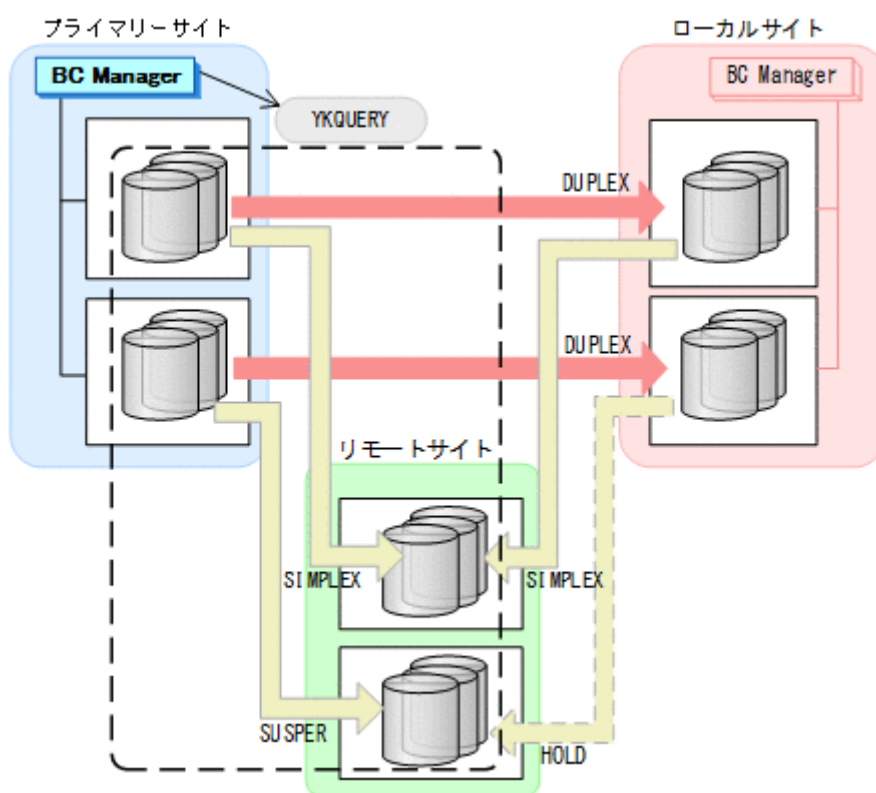 プライマリーサイト
ローカルサイト
BC Manager
BC Manager
YKQUERY
DUPLEX
DUPLEX
リモートサイト
SIMPLEX
SIMPLEX
SUSPER
HOLD